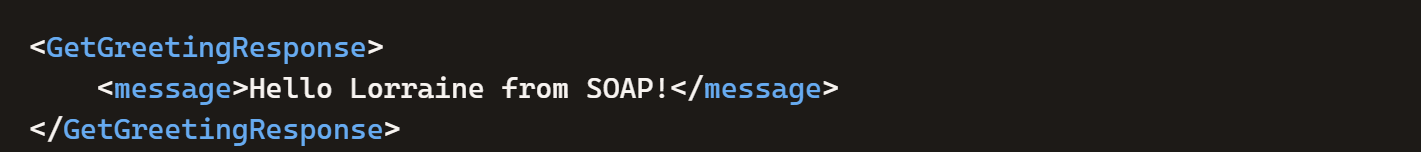 <GetGreetingResponse>
    <message>Hello Lorraine from SOAP!</message>
</GetGreetingResponse>